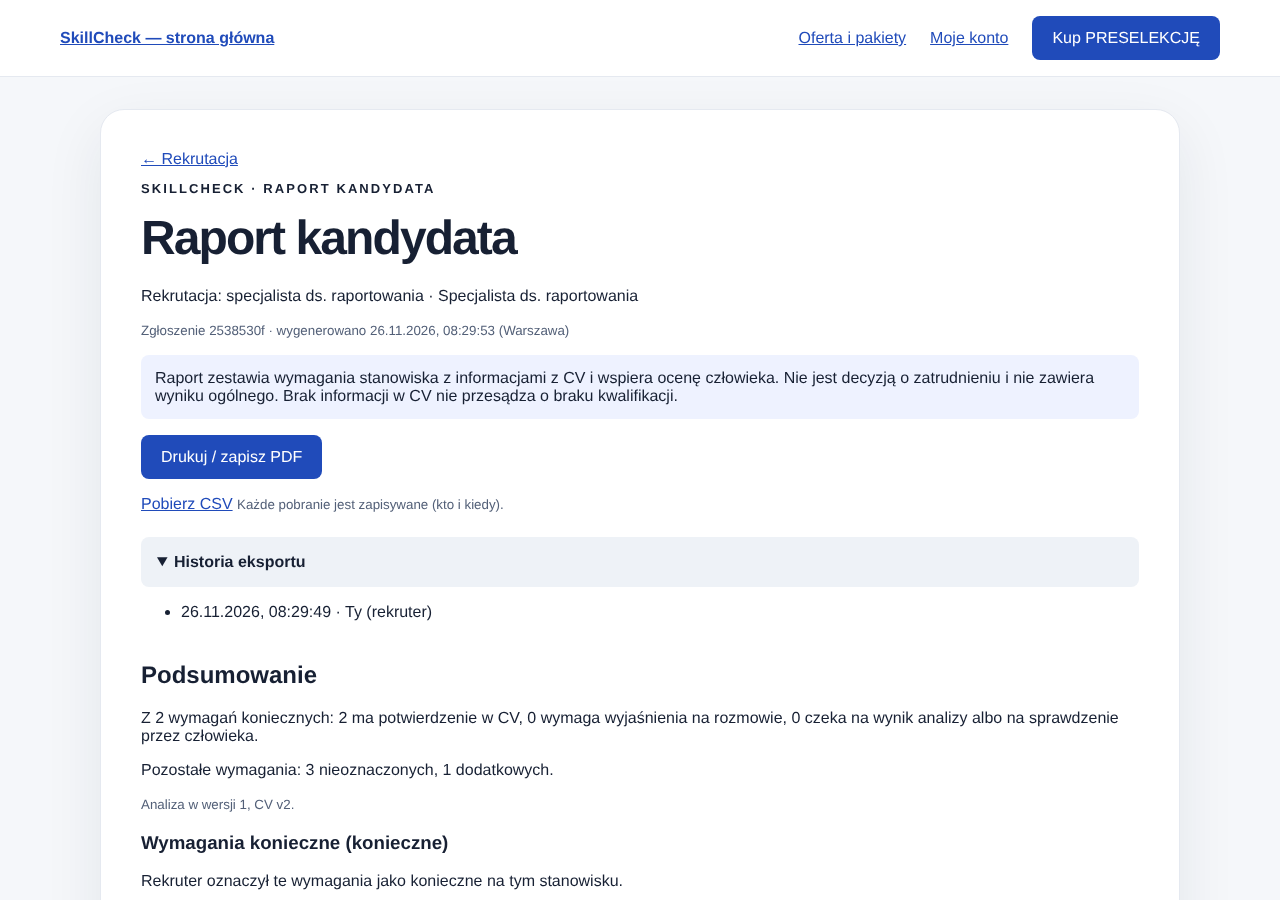 SkillCheck — strona główna
Oferta i pakiety
Moje konto
Kup PRESELEKCJĘ
← Rekrutacja
SKILLCHECK · RAPORT KANDYDATA
Raport kandydata
Rekrutacja: specjalista ds. raportowania · Specjalista ds. raportowania
Zgłoszenie 2538530f · wygenerowano 26.11.2026, 08:29:53 (Warszawa)
Raport zestawia wymagania stanowiska z informacjami z CV i wspiera ocenę człowieka. Nie jest decyzją o zatrudnieniu i nie zawiera
wyniku ogólnego. Brak informacji w CV nie przesądza o braku kwalifikacji.
Drukuj / zapisz PDF
Pobierz CSV Każde pobranie jest zapisywane (kto i kiedy).
▼ Historia eksportu
• 26.11.2026, 08:29:49 · Ty (rekruter)
Podsumowanie
Z 2 wymagań koniecznych: 2 ma potwierdzenie w CV, 0 wymaga wyjaśnienia na rozmowie, 0 czeka na wynik analizy albo na sprawdzenie
przez człowieka.
Pozostałe wymagania: 3 nieoznaczonych, 1 dodatkowych.
Analiza w wersji 1, CV v2.
Wymagania konieczne (konieczne)
Rekruter oznaczył te wymagania jako konieczne na tym stanowisku.